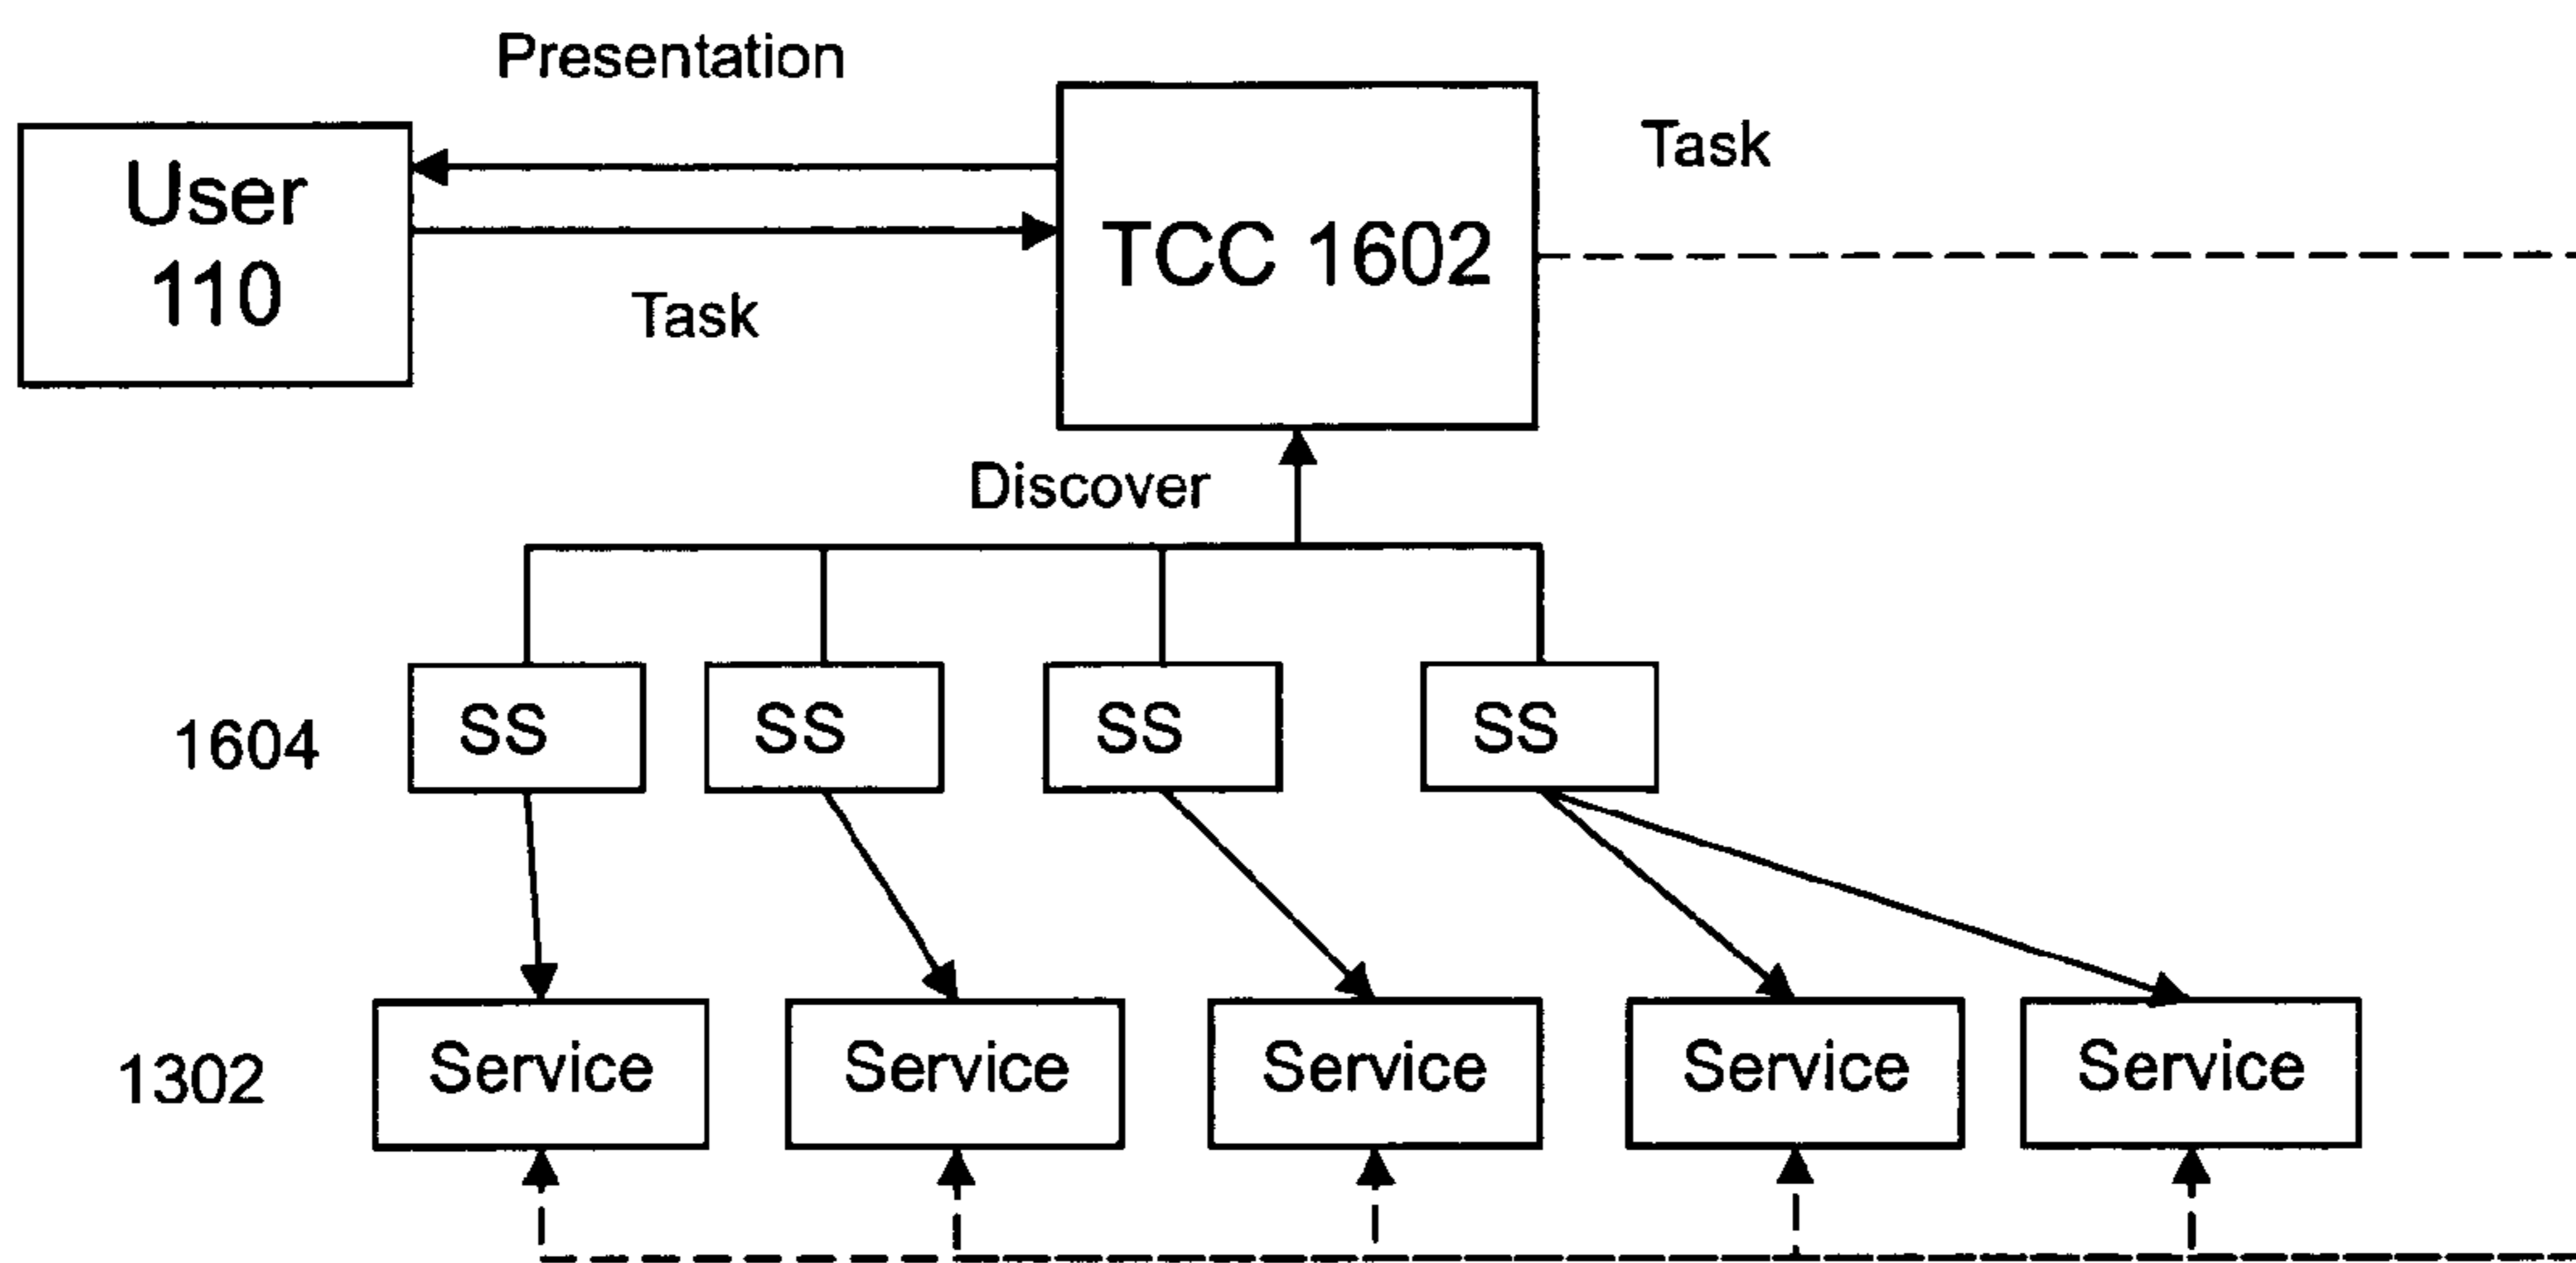 Presentation
User
110
Task
TCC 1602
Task
Discover
1604
SS
SS
SS
SS
1302
Service
Service
Service
Service
Service